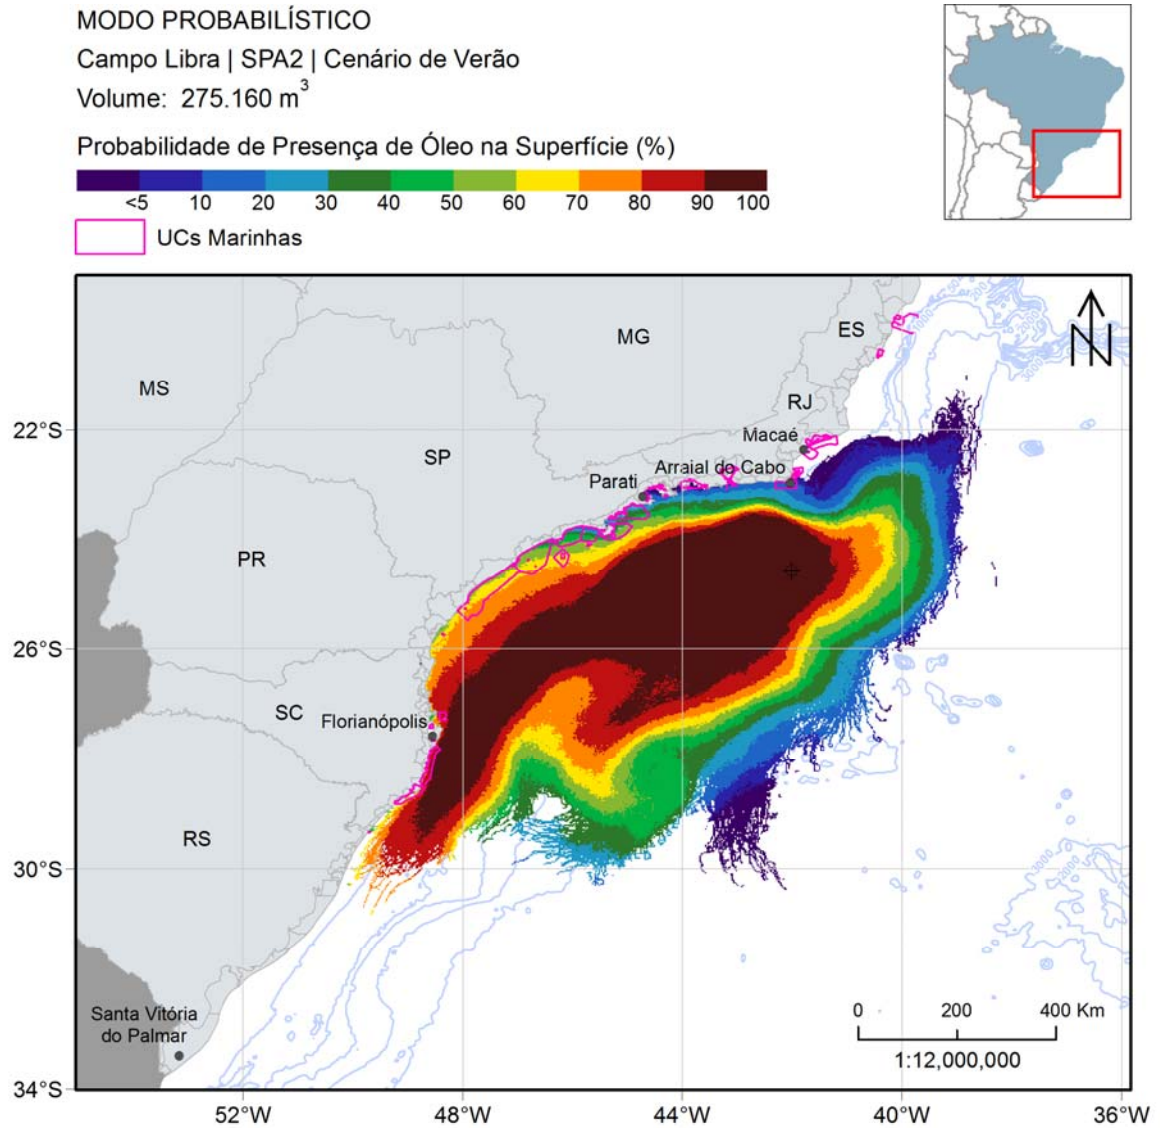 MODO PROBABILÍSTICO
Campo Libra | SPA2 | Cenário de Verão
Volume: 275.160 m³
Probabilidade de Presença de Óleo na Superfície (%)
<5 10 20 30 40 50 60 70 80 90 100
UCs Marinhas
ES
MG
MS
RJ
22°S
Macaé
SP
Arraial do Cabo
Parati
PR
26°S
SC
Florianópolis
RS
30°S
Santa Vitória
do Palmar
0 200 400 Km
1:12,000,000
34°S
52°W 48°W 44°W 40°W 36°W
N